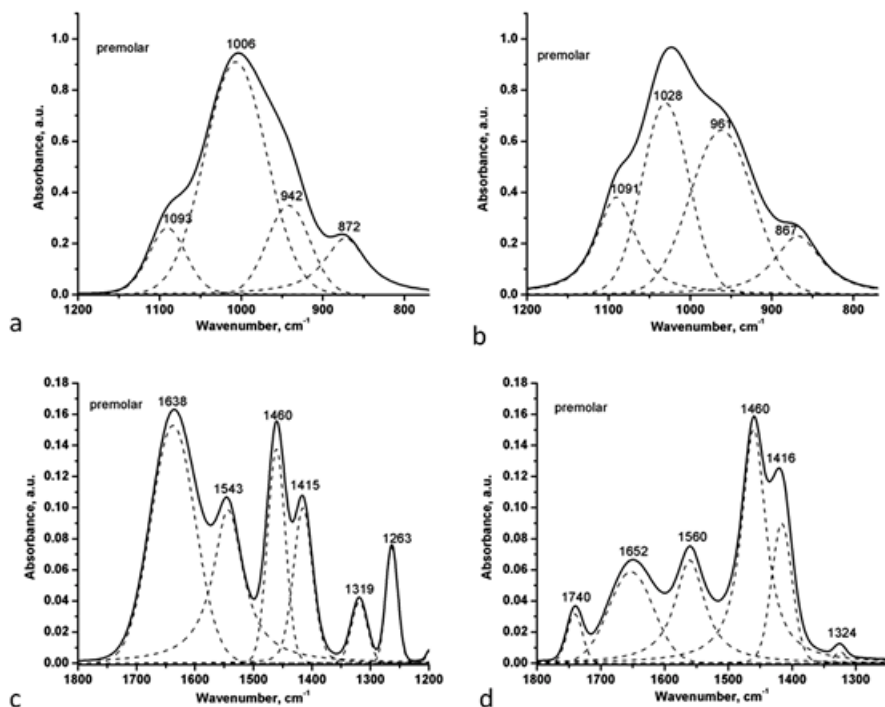 premolar
1006
1093
942
872
Absorbance, a.u.
1.0
0.8
0.6
0.4
0.2
0.0
1200 1100 1000 900 800
Wavenumber, cm-1
a
premolar
1028
961
1091
867
Absorbance, a.u.
1.0
0.8
0.6
0.4
0.2
0.0
1200 1100 1000 900 800
Wavenumber, cm-1
b
premolar
1638
1460
1543
1415
1263
1319
Absorbance, a.u.
0.18
0.16
0.14
0.12
0.10
0.08
0.06
0.04
0.02
0.00
1800 1700 1600 1500 1400 1300 1200
Wavenumber, cm-1
c
premolar
1460
1416
1560
1652
1740
1324
Absorbance, a.u.
0.18
0.16
0.14
0.12
0.10
0.08
0.06
0.04
0.02
0.00
1800 1700 1600 1500 1400 1300
Wavenumber, cm-1
d